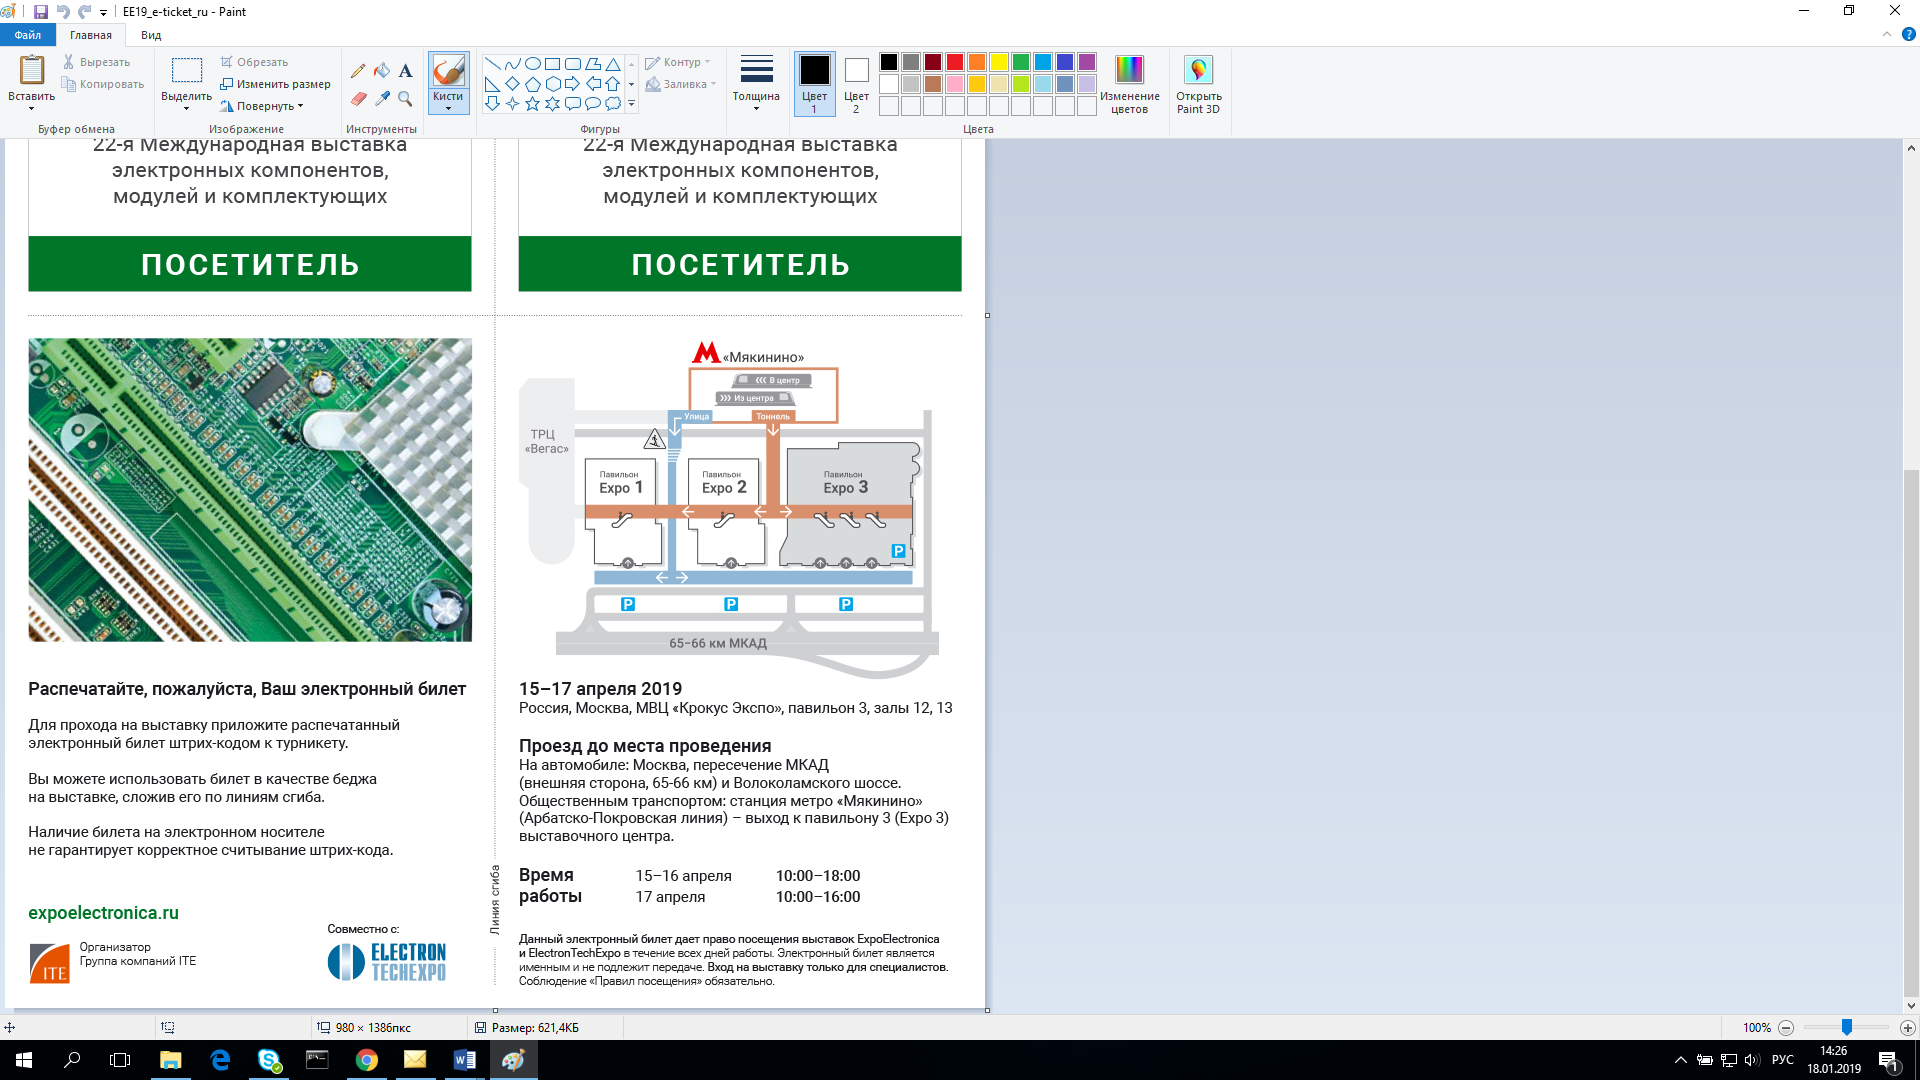 EE19_e-ticket_ru - Paint
Файл
Главная
Вид
Вставить
Вырезать
Копировать
Буфер обмена
Выделить
Обрезать
Изменить размер
Повернуть
Изображение
Инструменты
Кисти
Контур
Заливка
Фигуры
Толщина
Цвет 1
Цвет 2
Изменение цветов
Цвета
Открыть Paint 3D
22-я Международная выставка
электронных компонентов,
модулей и комплектующих
ПОСЕТИТЕЛЬ
22-я Международная выставка
электронных компонентов,
модулей и комплектующих
ПОСЕТИТЕЛЬ
М «Мякинино»
В центр
Из центра
Улица
Тоннель
ТРЦ
«Вегас»
Павильон
Expo 1
Павильон
Expo 2
Павильон
Expo 3
P
P
P
P
65–66 км МКАД
Распечатайте, пожалуйста, Ваш электронный билет
Для прохода на выставку приложите распечатанный
электронный билет штрих-кодом к турникету.
Вы можете использовать билет в качестве беджа
на выставке, сложив его по линиям сгиба.
Наличие билета на электронном носителе
не гарантирует корректное считывание штрих-кода.
expoelectronica.ru
ITE
Организатор
Группа компаний ITE
Совместно с:
ELECTRON
TECHEXPO
Линия сгиба
15–17 апреля 2019
Россия, Москва, МВЦ «Крокус Экспо», павильон 3, залы 12, 13
Проезд до места проведения
На автомобиле: Москва, пересечение МКАД
(внешняя сторона, 65-66 км) и Волоколамского шоссе.
Общественным транспортом: станция метро «Мякинино»
(Арбатско-Покровская линия) – выход к павильону 3 (Expo 3)
выставочного центра.
Время 15–16 апреля 10:00–18:00
работы 17 апреля 10:00–16:00
Данный электронный билет дает право посещения выставок ExpoElectronica
и ElectronTechExpo в течение всех дней работы. Электронный билет является
именным и не подлежит передаче. Вход на выставку только для специалистов.
Соблюдение «Правил посещения» обязательно.
980 × 1386пкс
Размер: 621,4КБ
100%
РУС
14:26
18.01.2019
1